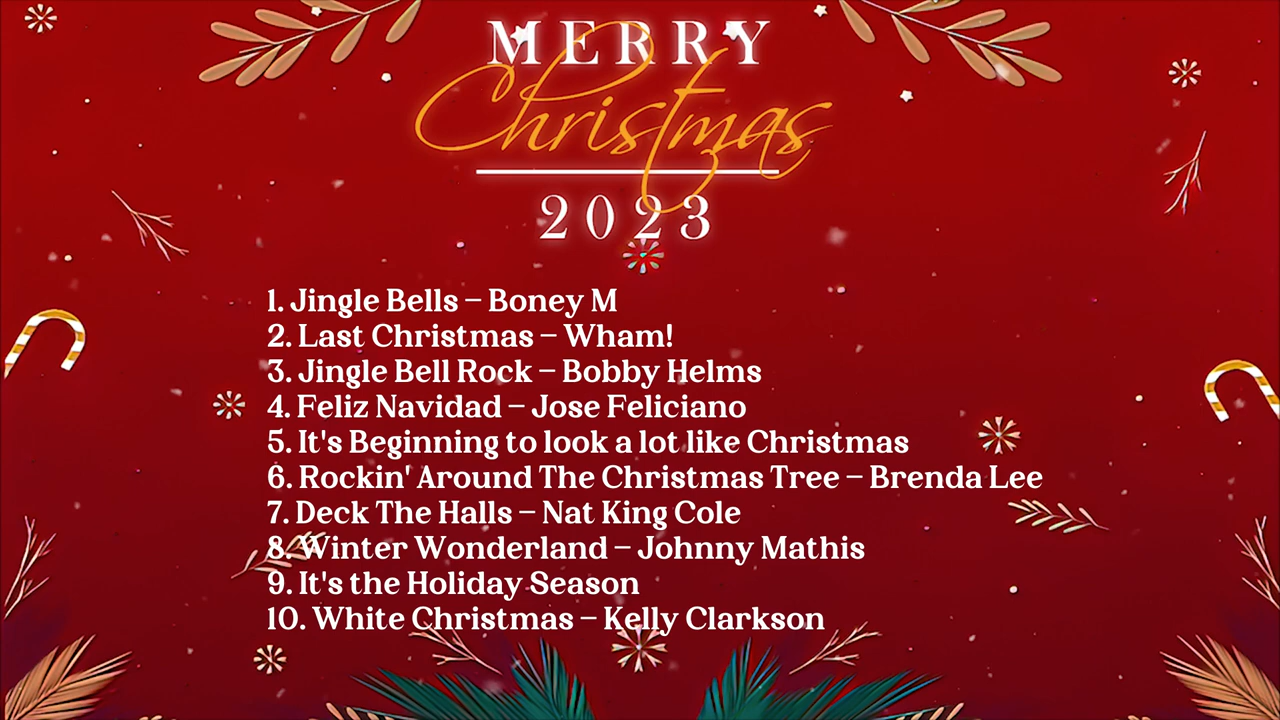 MERRY
Christmas
2023
1. Jingle Bells – Boney M
2. Last Christmas – Wham!
3. Jingle Bell Rock – Bobby Helms
4. Feliz Navidad – Jose Feliciano
5. It's Beginning to look a lot like Christmas
6. Rockin' Around The Christmas Tree – Brenda Lee
7. Deck The Halls – Nat King Cole
8. Winter Wonderland – Johnny Mathis
9. It's the Holiday Season
10. White Christmas – Kelly Clarkson